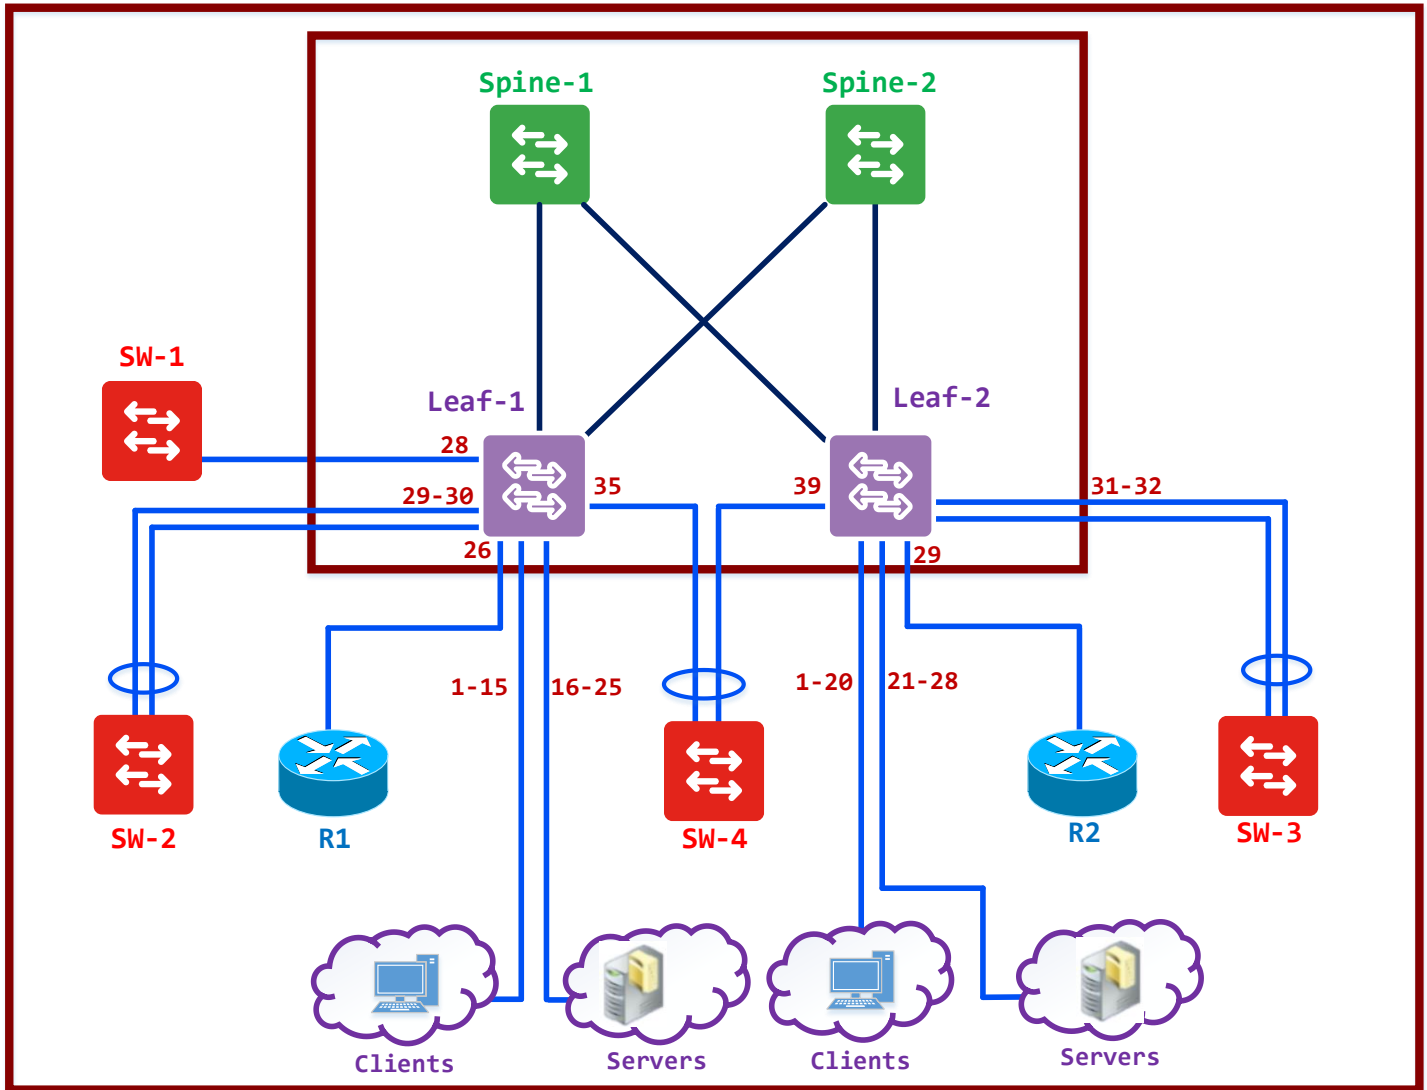 Spine-1
Spine-2
SW-1
Leaf-1
Leaf-2
28
29-30
35
39
31-32
26
29
1-15
16-25
1-20
21-28
SW-2
R1
SW-4
R2
SW-3
Clients
Servers
Clients
Servers